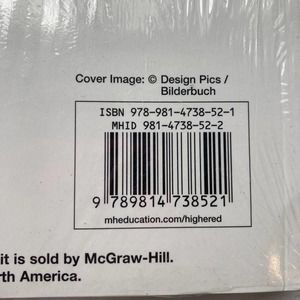 Cover Image: © Design Pics /
Bilderbuch
ISBN 978-981-4738-52-1
MHID 981-4738-52-2
9 789814 738521
mheducation.com/highered
it is sold by McGraw-Hill.
rth America.